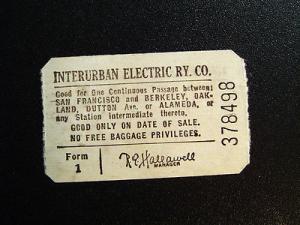 INTERURBAN ELECTRIC RY. CO.
Good for One Continuous Passage between:
SAN FRANCISCO and BERKELEY, OAK-
LAND, DUTTON Ave. or ALAMEDA, or
any Station intermediate thereto.
GOOD ONLY ON DATE OF SALE.
NO FREE BAGGAGE PRIVILEGES.
378498
Form
1
R E Hallawell
MANAGER